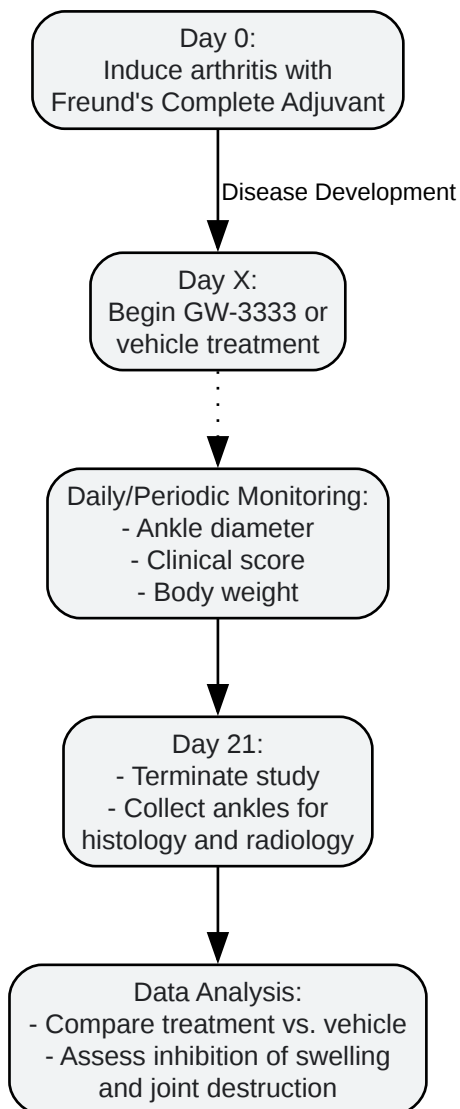 Day 0:
Induce arthritis with
Freund's Complete Adjuvant
Disease Development
Day X:
Begin GW-3333 or
vehicle treatment
Daily/Periodic Monitoring:
- Ankle diameter
- Clinical score
- Body weight
Day 21:
- Terminate study
- Collect ankles for
histology and radiology
Data Analysis:
- Compare treatment vs. vehicle
- Assess inhibition of swelling
and joint destruction